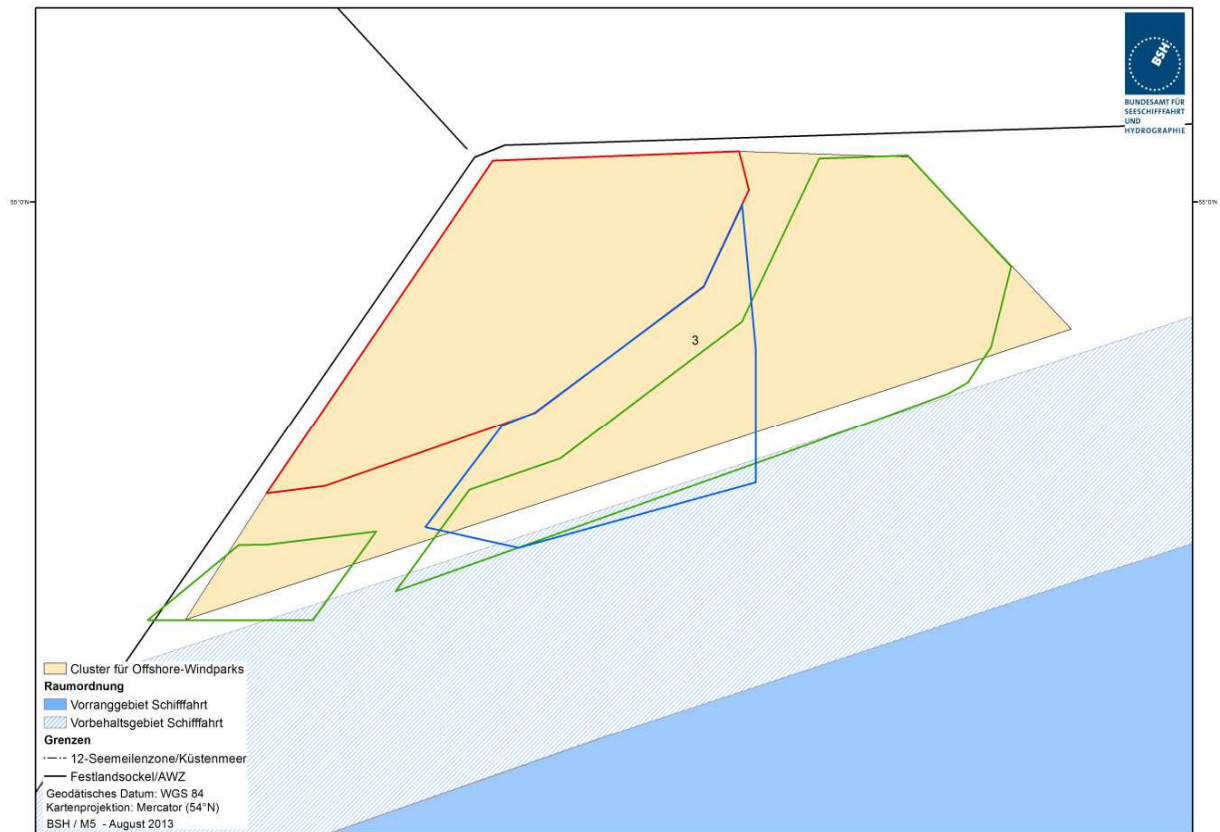 BSH
BUNDESAMT FÜR
SEESCHIFFFAHRT
UND
HYDROGRAPHIE
55°0'N
55°0'N
3
Cluster für Offshore-Windparks
Raumordnung
Vorranggebiet Schifffahrt
Vorbehaltsgebiet Schifffahrt
Grenzen
12-Seemeilenzone/Küstenmeer
Festlandsockel/AWZ
Geodätisches Datum: WGS 84
Kartenprojektion: Mercator (54°N)
BSH / M5 - August 2013